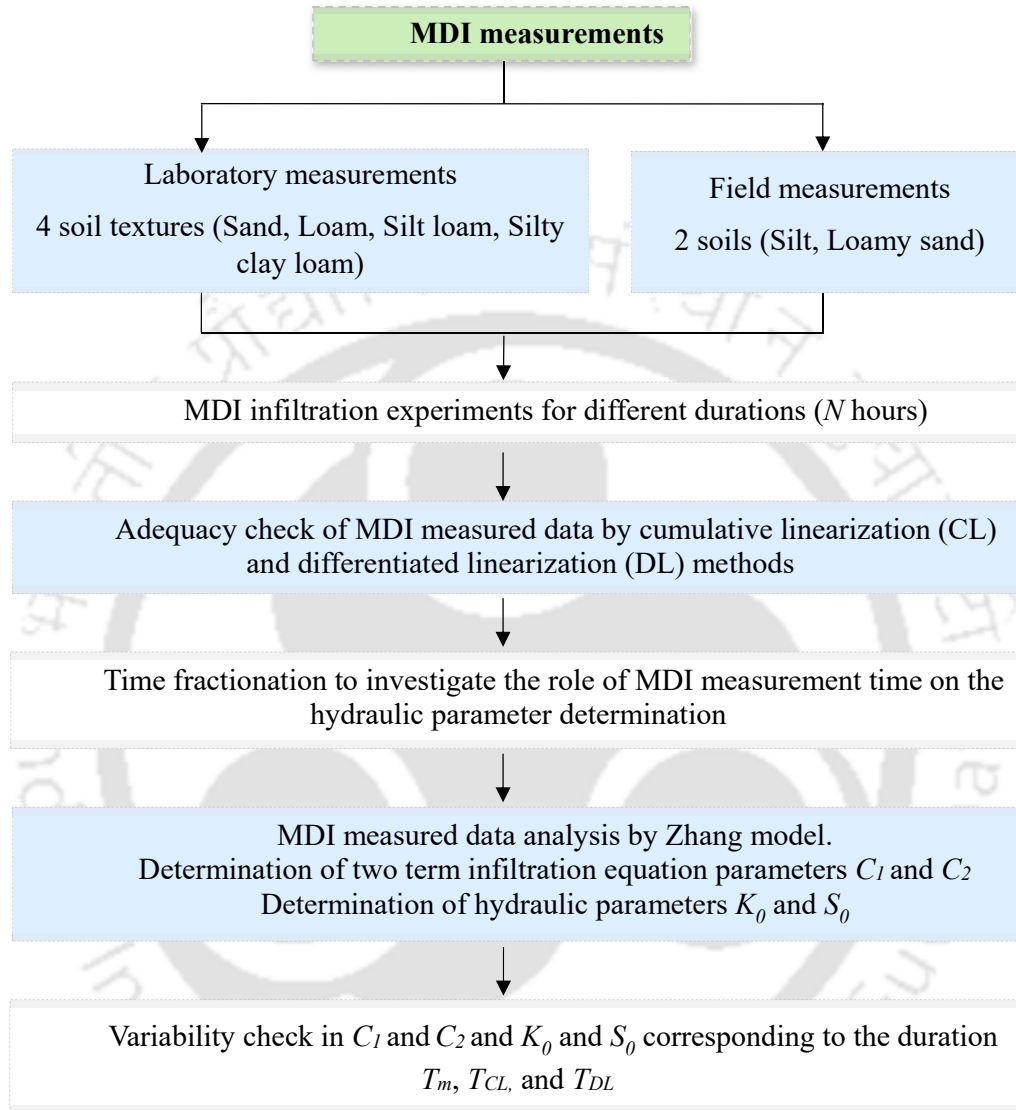 MDI measurements
Laboratory measurements
4 soil textures (Sand, Loam, Silt loam, Silty
clay loam)
Field measurements
2 soils (Silt, Loamy sand)
MDI infiltration experiments for different durations (N hours)
Adequacy check of MDI measured data by cumulative linearization (CL)
and differentiated linearization (DL) methods
Time fractionation to investigate the role of MDI measurement time on the
hydraulic parameter determination
MDI measured data analysis by Zhang model.
Determination of two term infiltration equation parameters C1 and C2
Determination of hydraulic parameters K0 and S0
Variability check in C1 and C2 and K0 and S0 corresponding to the duration
Tm, TCL, and TDL